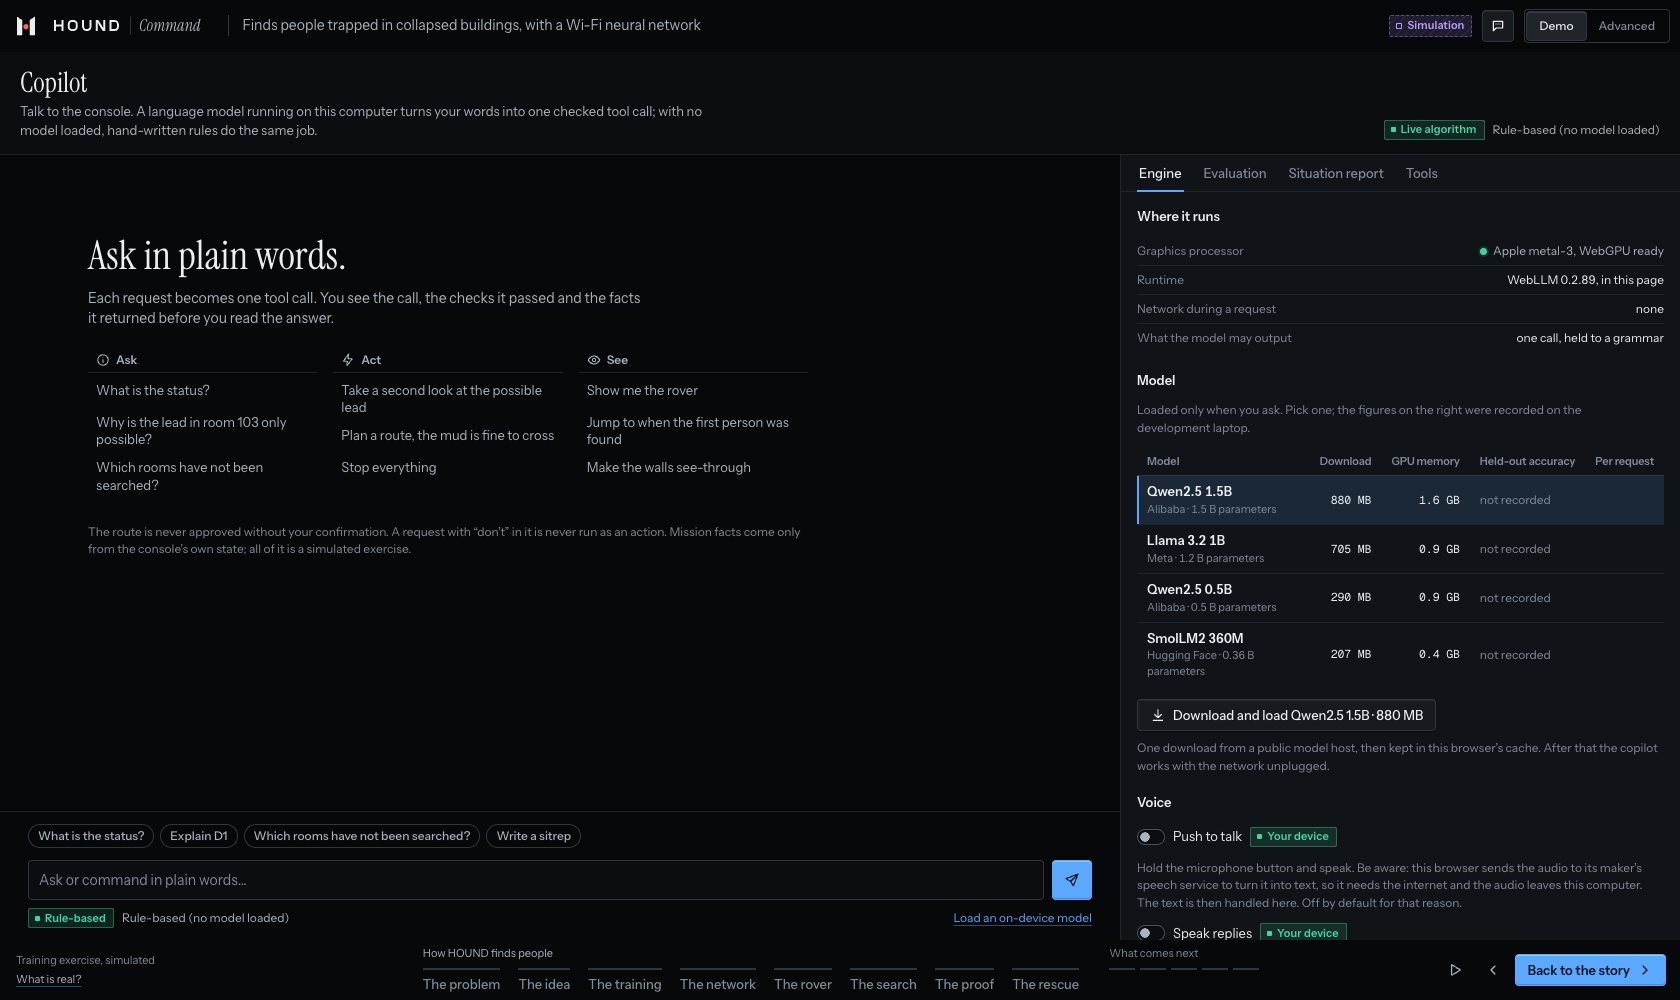 HOUND Command
Finds people trapped in collapsed buildings, with a Wi-Fi neural network
Simulation
Demo
Advanced
Copilot
Talk to the console. A language model running on this computer turns your words into one checked tool call; with no
model loaded, hand-written rules do the same job.
Live algorithm
Rule-based (no model loaded)
Ask in plain words.
Each request becomes one tool call. You see the call, the checks it passed and the facts
it returned before you read the answer.
Ask
What is the status?
Why is the lead in room 103 only
possible?
Which rooms have not been
searched?
Act
Take a second look at the possible
lead
Plan a route, the mud is fine to cross
Stop everything
See
Show me the rover
Jump to when the first person was
found
Make the walls see-through
The route is never approved without your confirmation. A request with “don’t” in it is never run as an action. Mission facts come only
from the console’s own state; all of it is a simulated exercise.
What is the status?
Explain D1
Which rooms have not been searched?
Write a sitrep
Ask or command in plain words...
Rule-based
Rule-based (no model loaded)
Load an on-device model
Engine
Evaluation
Situation report
Tools
Where it runs
Graphics processor
Apple metal-3, WebGPU ready
Runtime
WebLLM 0.2.89, in this page
Network during a request
none
What the model may output
one call, held to a grammar
Model
Loaded only when you ask. Pick one; the figures on the right were recorded on the
development laptop.
Model Download GPU memory Held-out accuracy Per request
Qwen2.5 1.5B
Alibaba · 1.5 B parameters
880 MB 1.6 GB not recorded
Llama 3.2 1B
Meta · 1.2 B parameters
705 MB 0.9 GB not recorded
Qwen2.5 0.5B
Alibaba · 0.5 B parameters
290 MB 0.9 GB not recorded
SmolLM2 360M
Hugging Face · 0.36 B
parameters
207 MB 0.4 GB not recorded
Download and load Qwen2.5 1.5B · 880 MB
One download from a public model host, then kept in this browser’s cache. After that the copilot
works with the network unplugged.
Voice
Push to talk
Your device
Hold the microphone button and speak. Be aware: this browser sends the audio to its maker’s
speech service to turn it into text, so it needs the internet and the audio leaves this computer.
The text is then handled here. Off by default for that reason.
Speak replies
Your device
Training exercise, simulated
What is real?
How HOUND finds people
The problem
The idea
The training
The network
The rover
The search
The proof
The rescue
What comes next
Back to the story